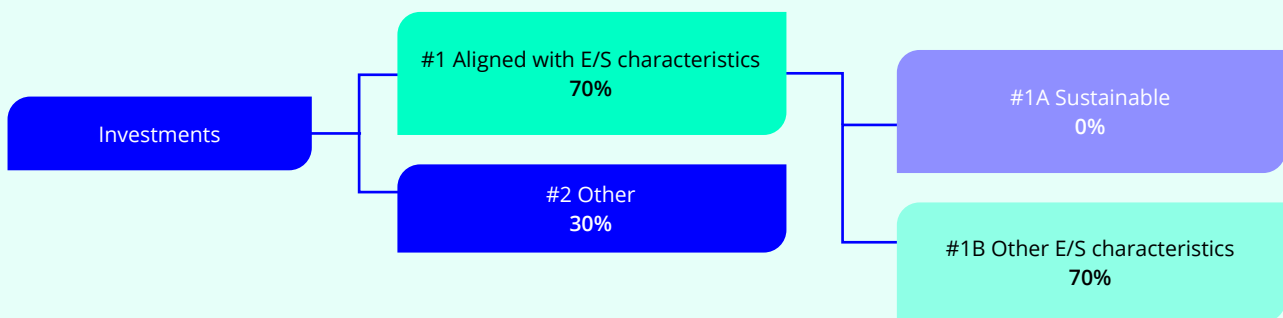 Investments
#1 Aligned with E/S characteristics
70%
#2 Other
30%
#1A Sustainable
0%
#1B Other E/S characteristics
70%